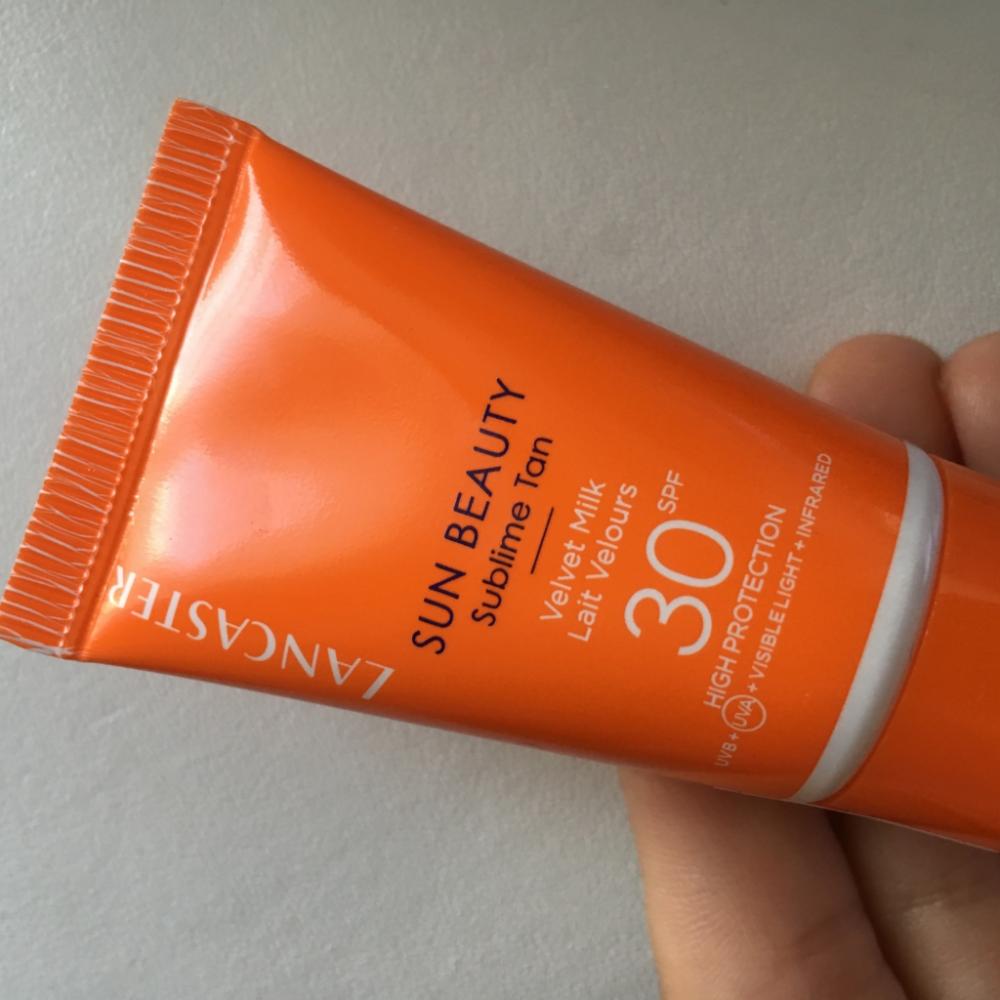 LANCASTER
SUN BEAUTY
Sublime Tan
Velvet Milk
Lait Velours
30 SPF
HIGH PROTECTION
UVB + UVA + VISIBLE LIGHT + INFRARED